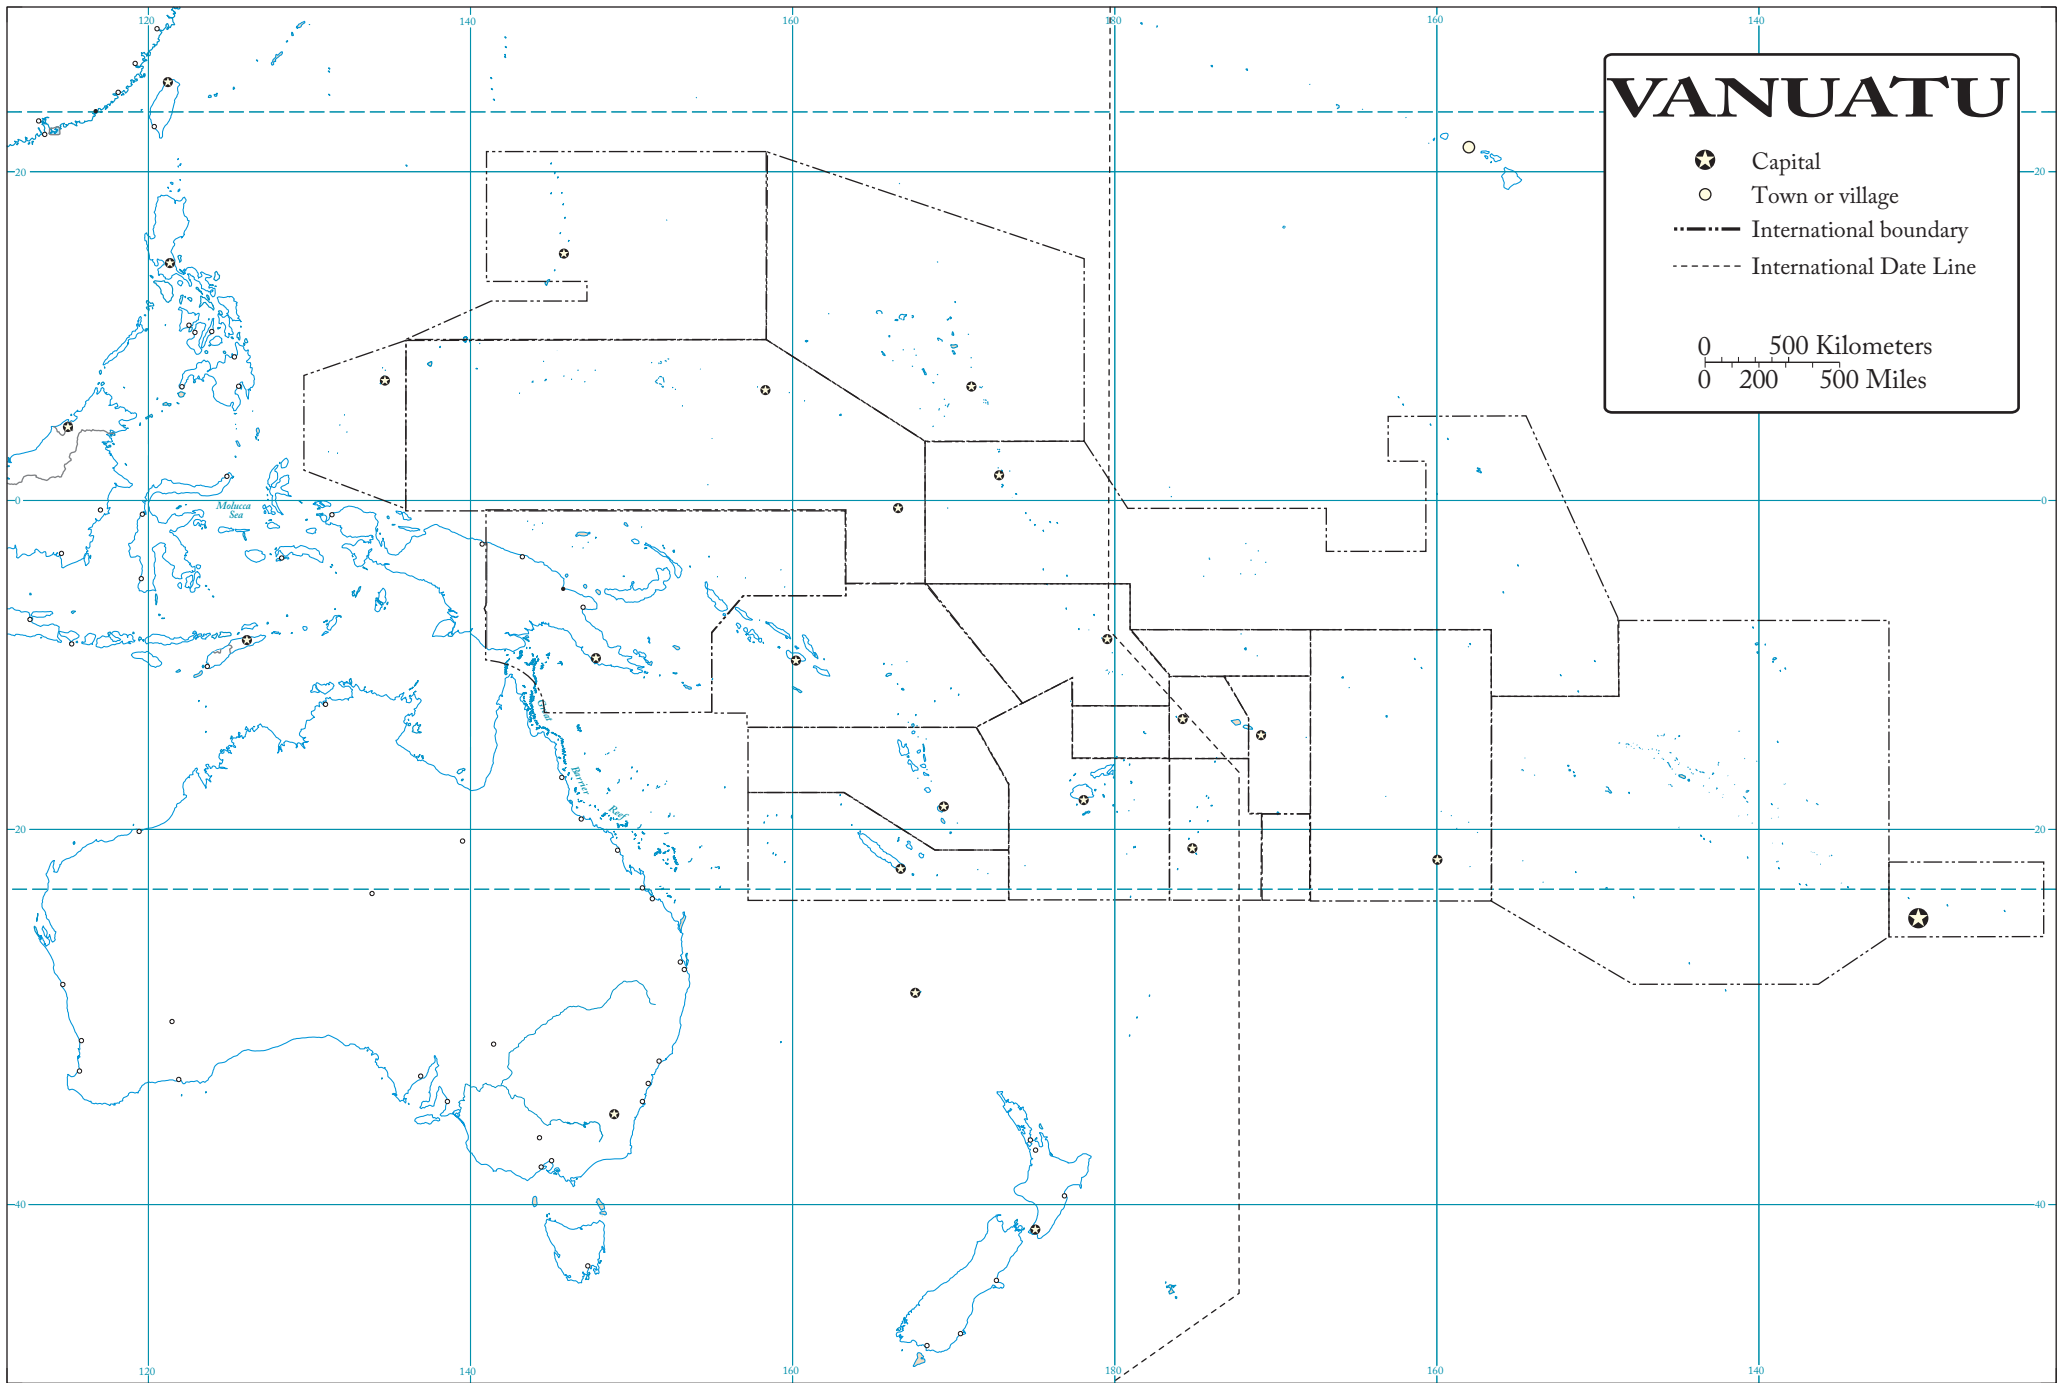 120 140 160 180 160 140
VANUATU
Capital
Town or village
International boundary
International Date Line
0 500 Kilometers
0 200 500 Miles
20 20
0 0
Molucca
Sea
Great
Barrier
Reef
20 20
40 40
120 140 160 180 160 140